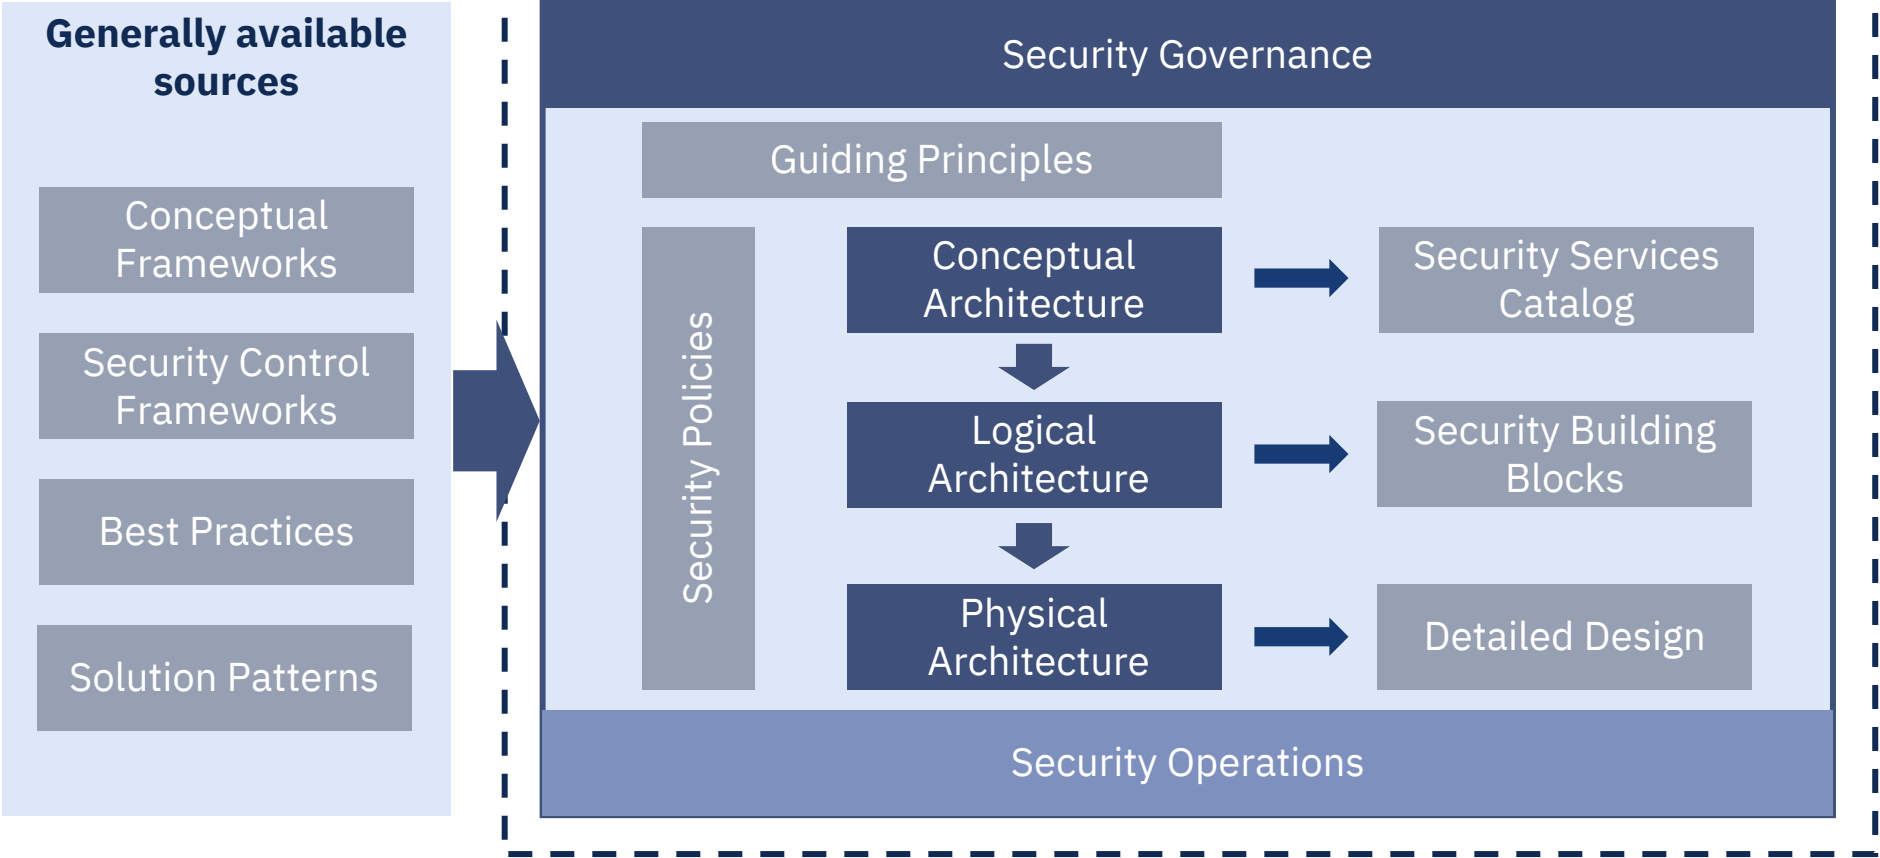 Generally available
sources
Conceptual
Frameworks
Security Control
Frameworks
Best Practices
Solution Patterns
Security Governance
Guiding Principles
Security Policies
Conceptual
Architecture
Security Services
Catalog
Logical
Architecture
Security Building
Blocks
Physical
Architecture
Detailed Design
Security Operations